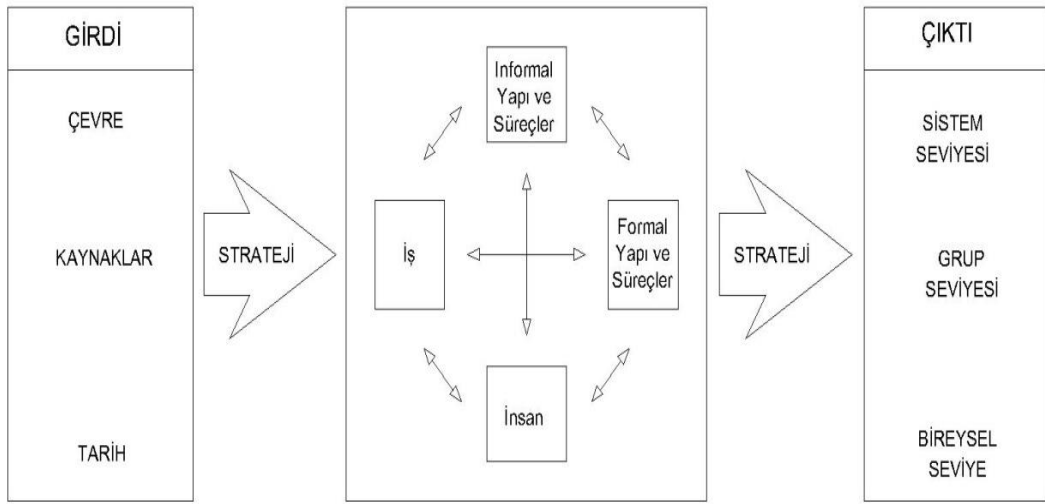 GİRDİ
ÇEVRE
KAYNAKLAR
TARİH
STRATEJİ
Informal
Yapı ve
Süreçler
İş
Formal
Yapı ve
Süreçler
İnsan
STRATEJİ
ÇIKTI
SİSTEM
SEVİYESİ
GRUP
SEVİYESİ
BİREYSEL
SEVİYE